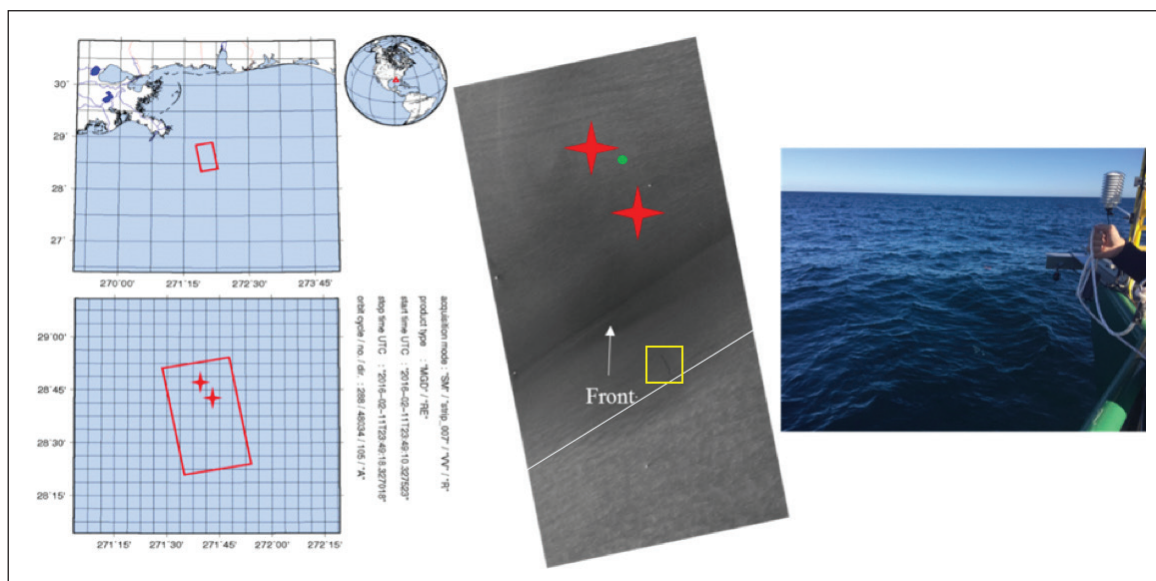 30˚
29˚
28˚
27˚
270˚00' 271˚15' 272˚30' 273˚45'
29˚00'
28˚45'
28˚30'
28˚15'
271˚15' 271˚30' 271˚45' 272˚00' 272˚15'
acquisition mode : "SM" / "strip_007" / "VV" / "R"
product type : "MGD" / "RE"
start time UTC : "2016-02-11T23:49:10.327523"
stop time UTC : "2016-02-11T23:49:18.327018"
orbit cycle / no. / dir. : 288 / 48034 / 105 / "A"
Front